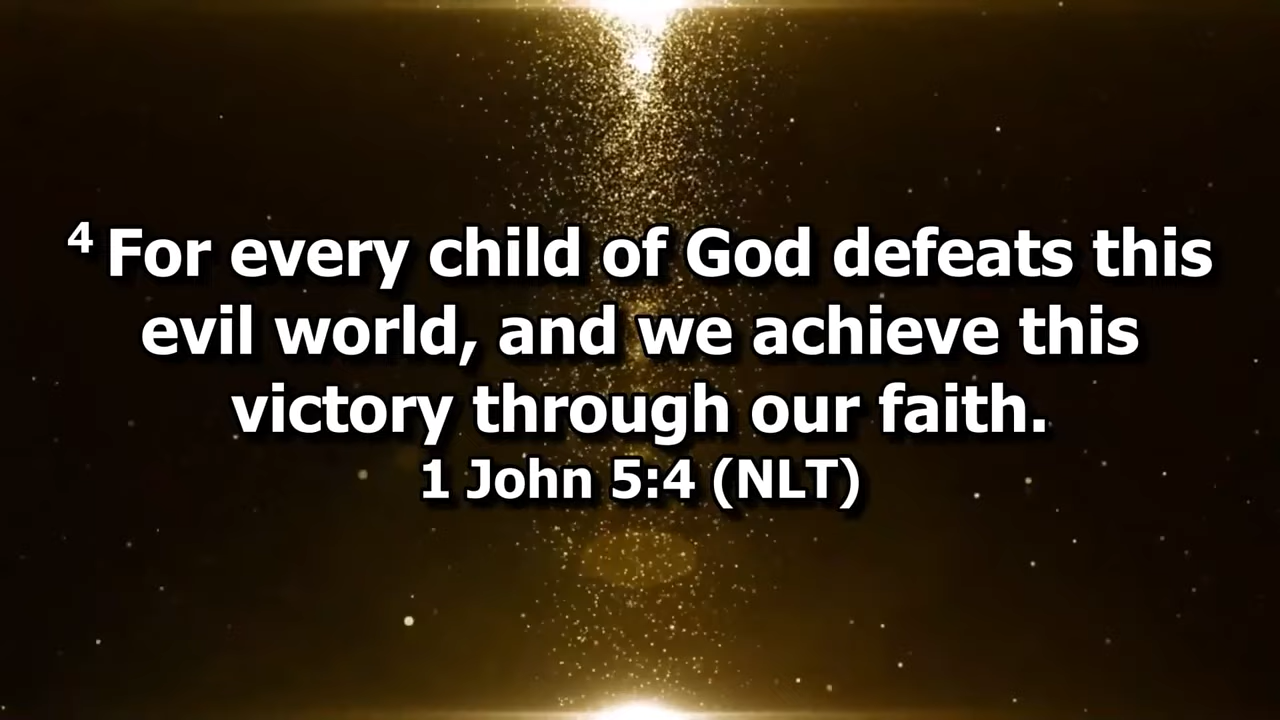 4 For every child of God defeats this
evil world, and we achieve this
victory through our faith.
1 John 5:4 (NLT)